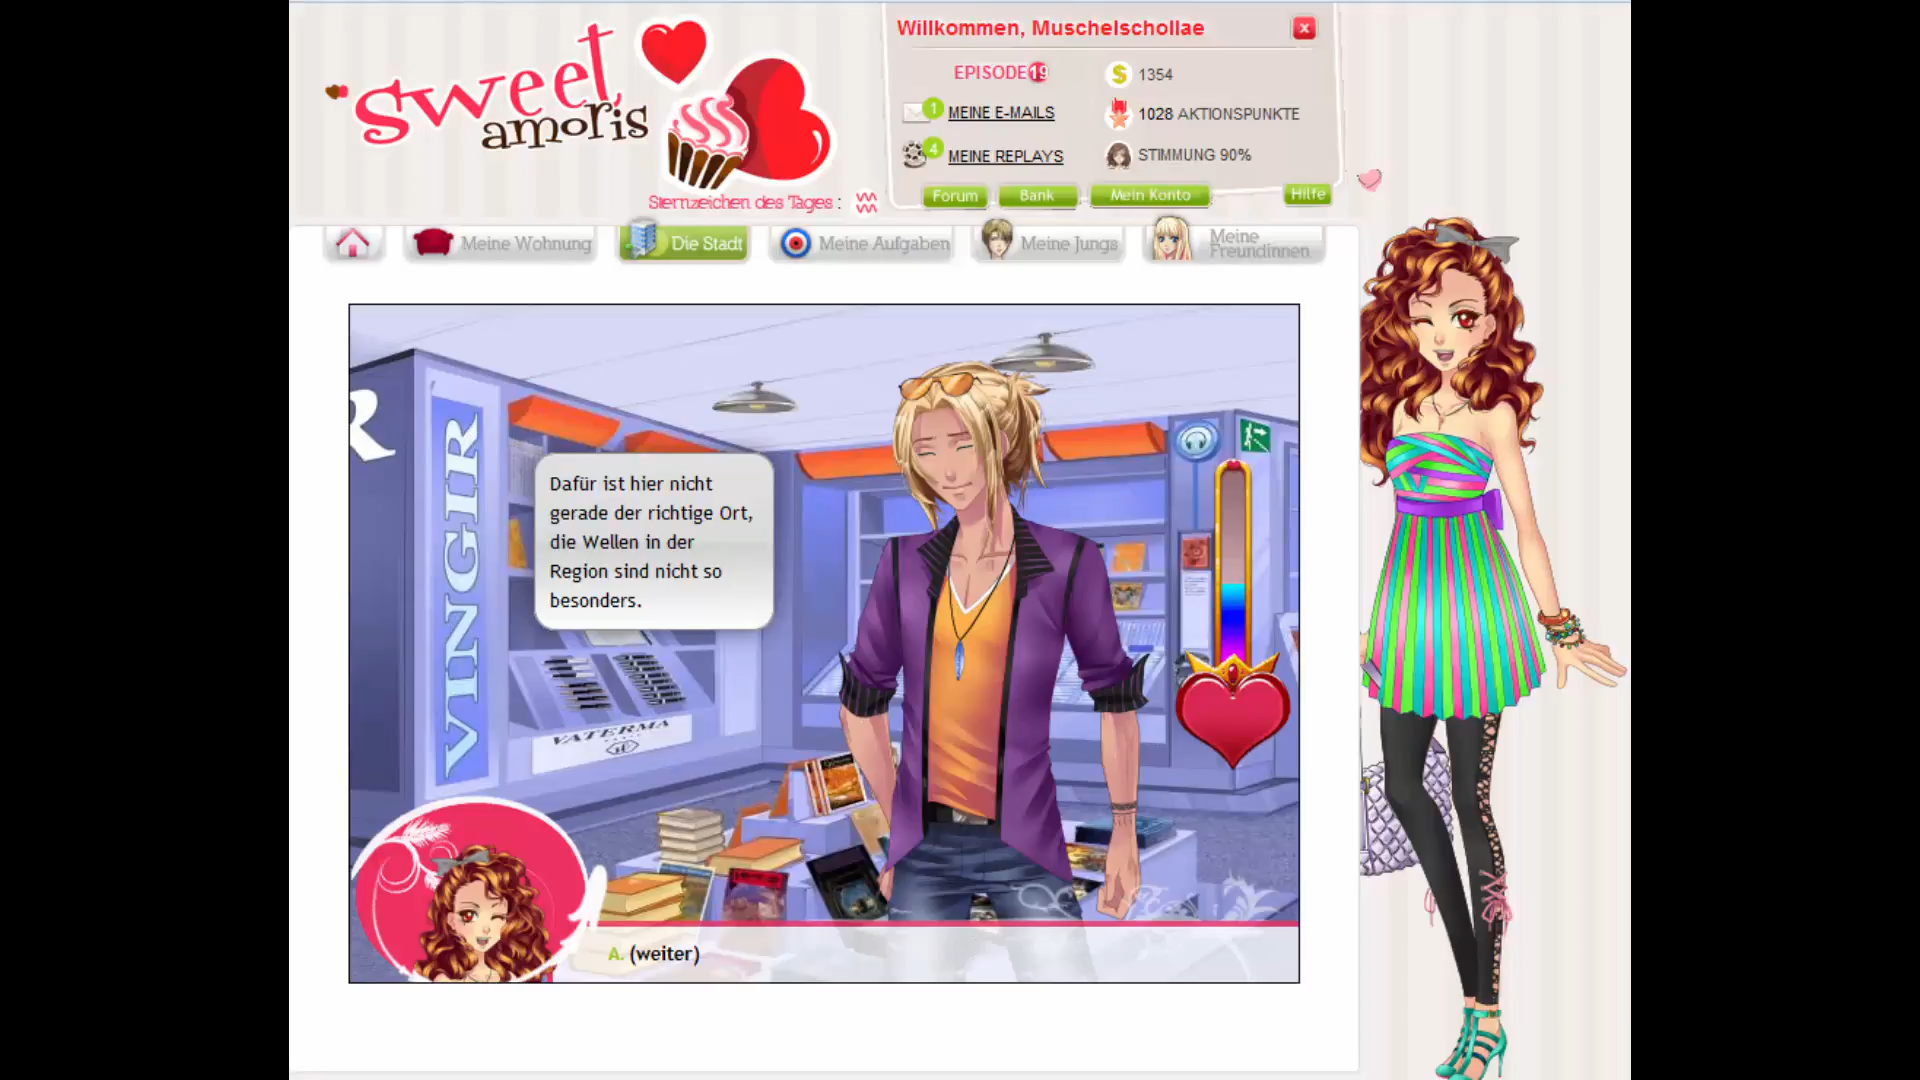 sweet
amoris
Sternzeichen des Tages :
Willkommen, Muschelschollae
EPISODE 19
1354
1 MEINE E-MAILS
1028 AKTIONSPUNKTE
4 MEINE REPLAYS
STIMMUNG 90%
Forum
Bank
Mein Konto
Hilfe
Meine Wohnung
Die Stadt
Meine Aufgaben
Meine Jungs
Meine
Freundinnen
R
VINGIR
Dafür ist hier nicht
gerade der richtige Ort,
die Wellen in der
Region sind nicht so
besonders.
VATERMA
A. (weiter)